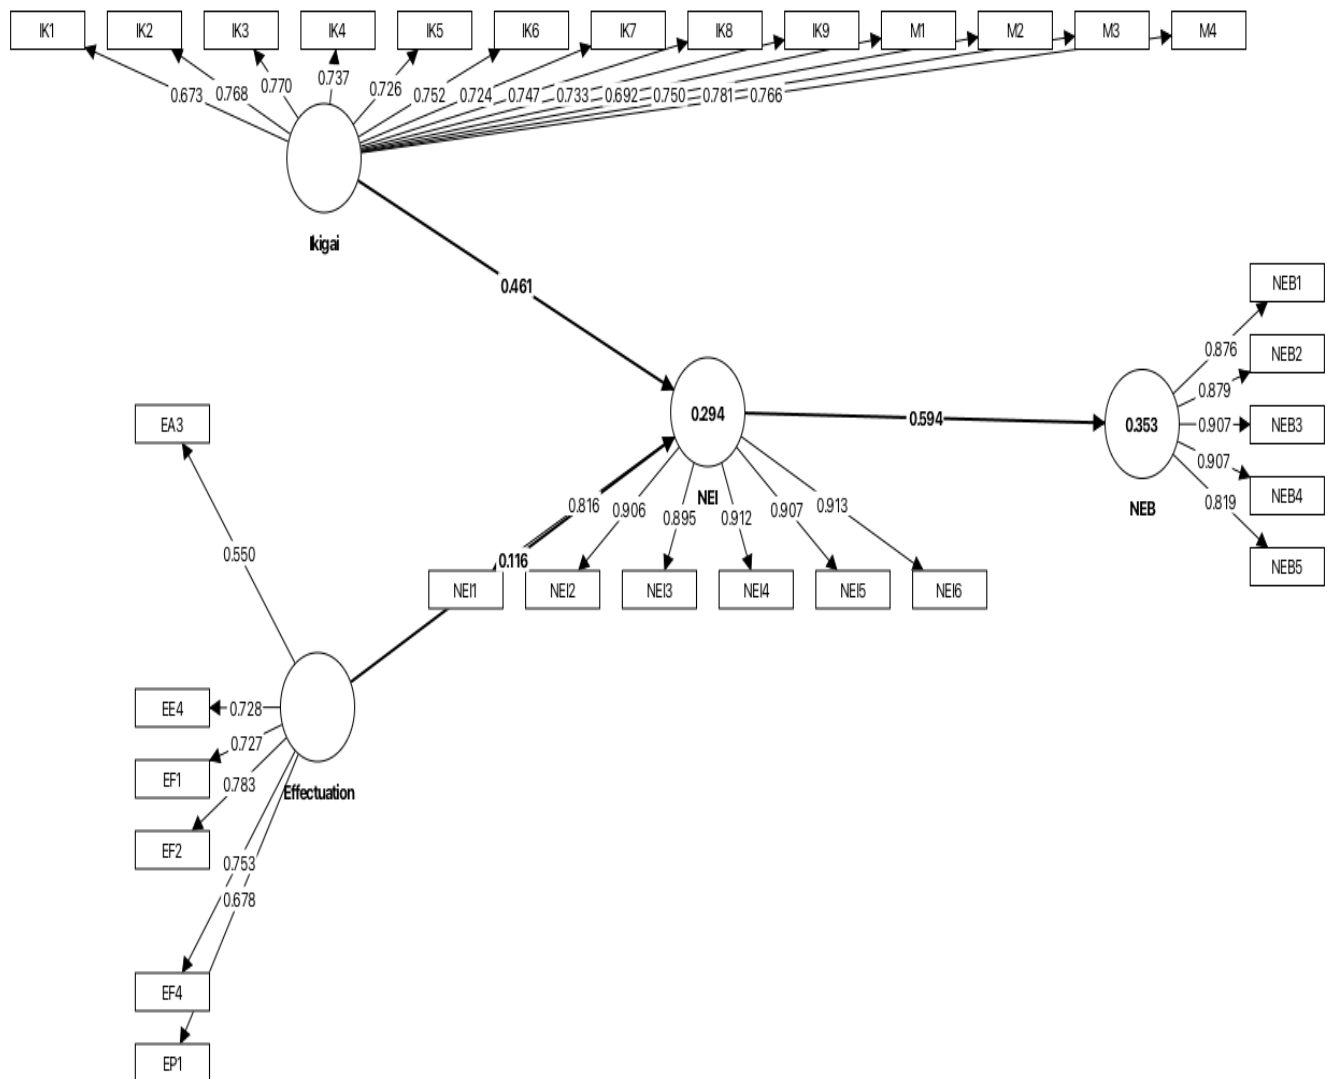 IK1 IK2 IK3 IK4 IK5 IK6 IK7 IK8 IK9 M1 M2 M3 M4
0.673 0.768 0.770 0.737 0.726 0.752 0.724 0.747 0.733 0.692 0.750 0.781 0.766
Ikigai
0.461
NEB1
0.876
NEB2
0.879
NEB3
0.907
NEB4
0.907
NEB5
0.819
0.353
NEB
0.594
0.294
NEI
0.816 0.906 0.895 0.912 0.907 0.913
0.116
NEI1 NEI2 NEI3 NEI4 NEI5 NEI6
EA3
0.550
EE4
0.728
0.727
EF1
0.783
Effectuation
EF2
0.753
0.678
EF4
EP1